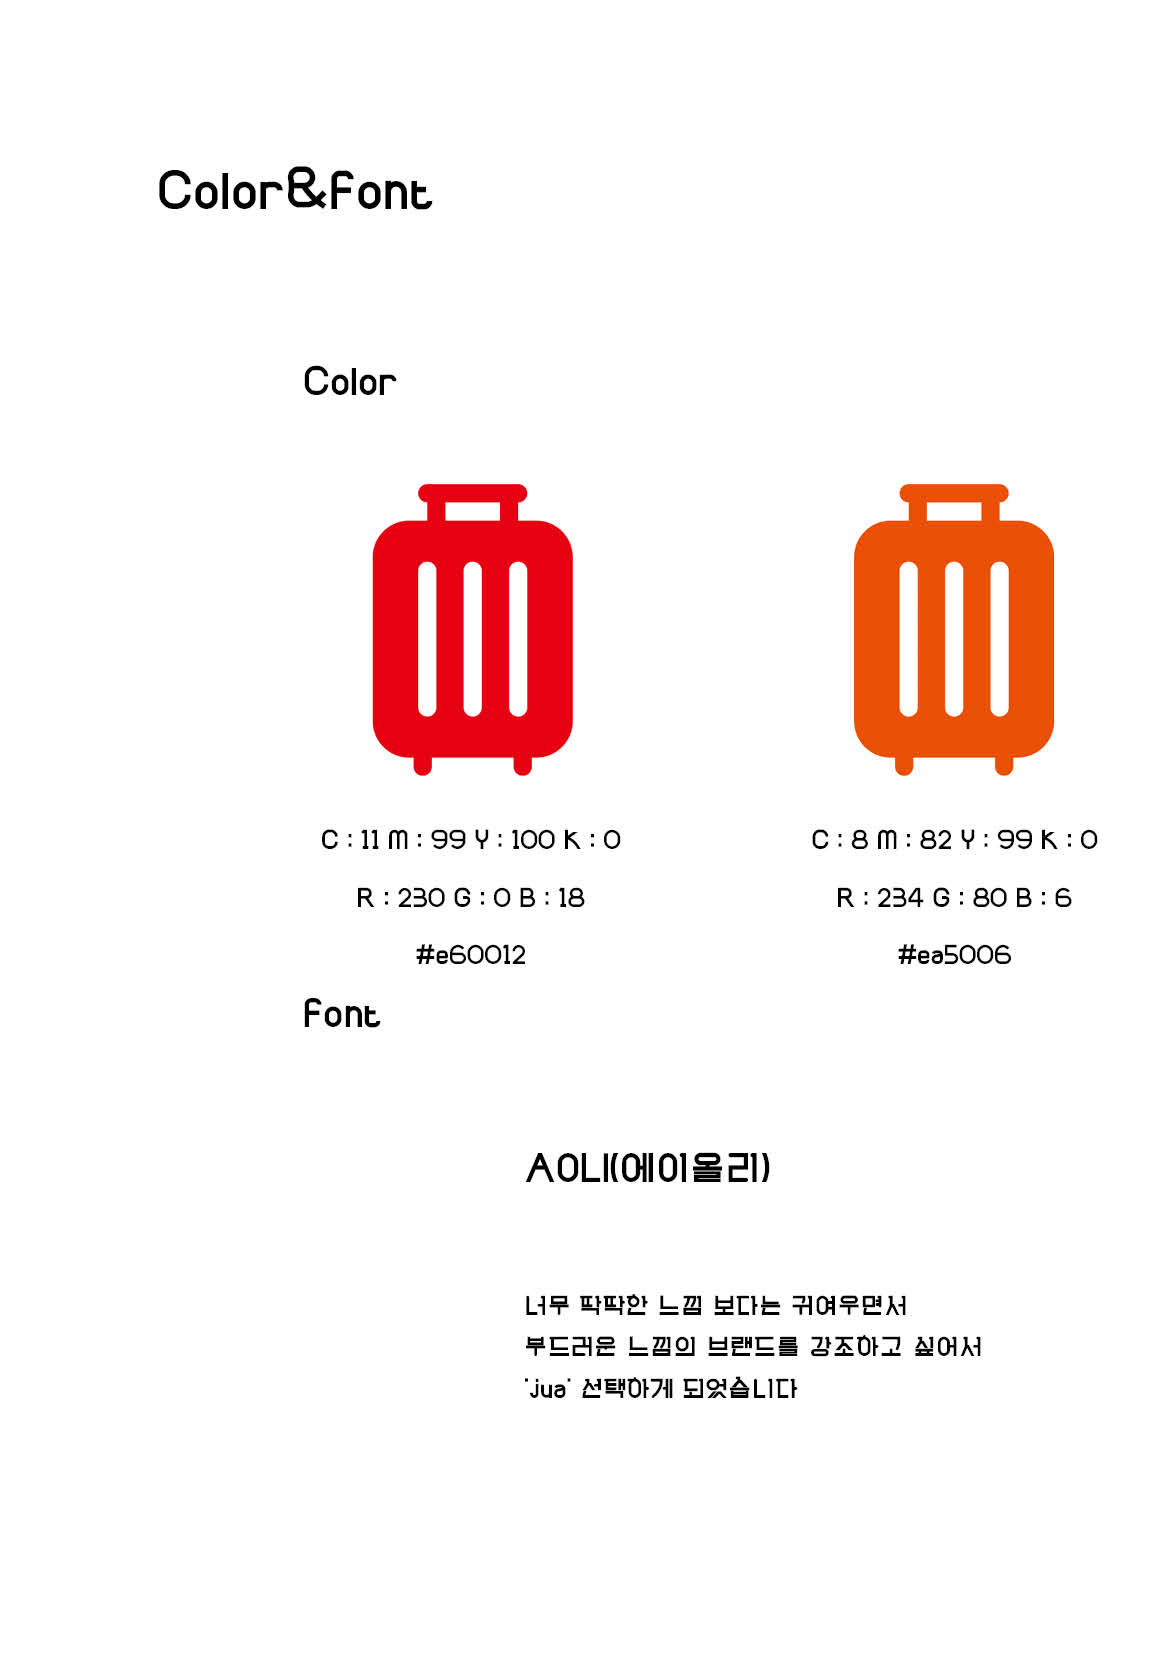 Color&Font
Color
C : 11 M : 99 Y : 100 K : 0
R : 230 G : 0 B : 18
#e60012
C : 8 M : 82 Y : 99 K : 0
R : 234 G : 80 B : 6
#ea5006
Font
AOLI(에이올리)
너무 딱딱한 느낌 보다는 귀여우면서
부드러운 느낌의 브랜드를 강조하고 싶어서
'jua' 선택하게 되었습니다